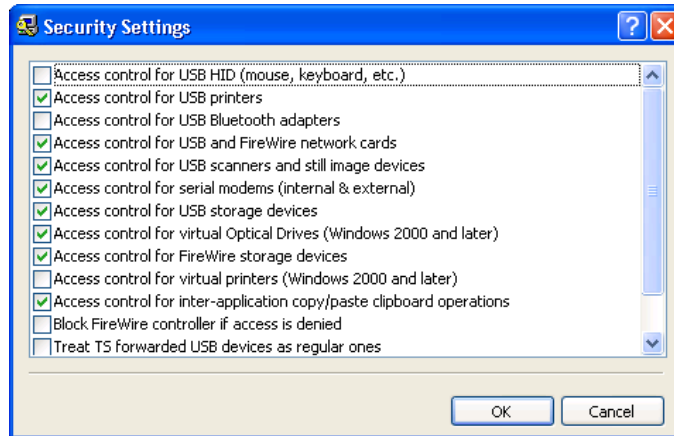 Security Settings
Access control for USB HID (mouse, keyboard, etc.)
Access control for USB printers
Access control for USB Bluetooth adapters
Access control for USB and FireWire network cards
Access control for USB scanners and still image devices
Access control for serial modems (internal & external)
Access control for USB storage devices
Access control for virtual Optical Drives (Windows 2000 and later)
Access control for FireWire storage devices
Access control for virtual printers (Windows 2000 and later)
Access control for inter-application copy/paste clipboard operations
Block FireWire controller if access is denied
Treat TS forwarded USB devices as regular ones
OK Cancel